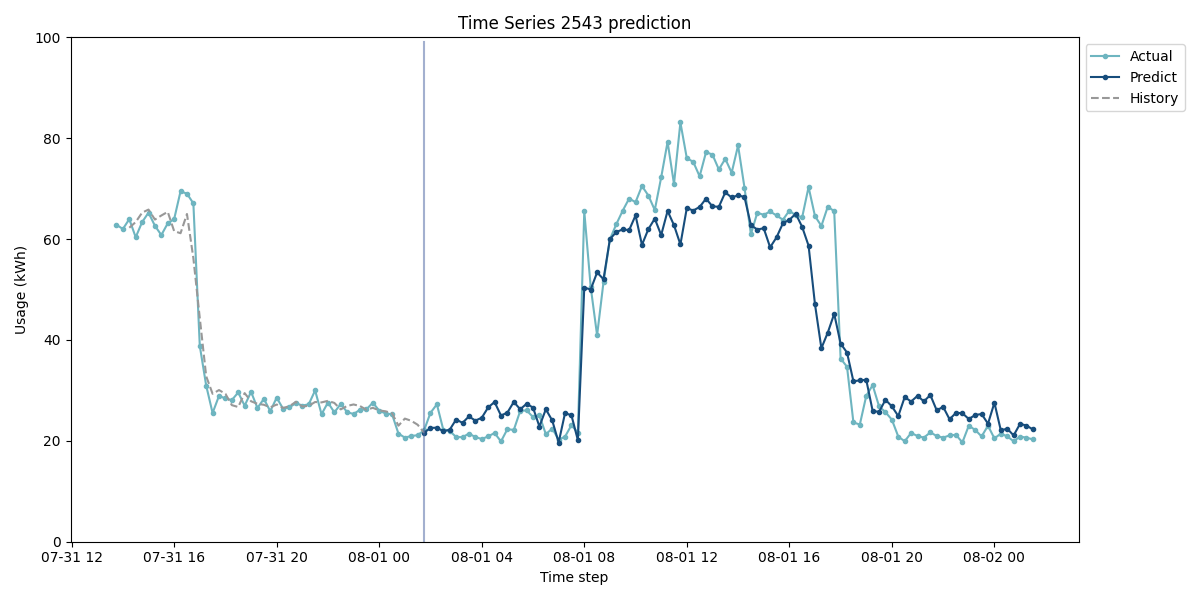 Time Series 2543 prediction
Usage (kWh)
100
80
60
40
20
0
07-31 12
07-31 16
07-31 20
08-01 00
08-01 04
08-01 08
08-01 12
08-01 16
08-01 20
08-02 00
Time step
Actual
Predict
History